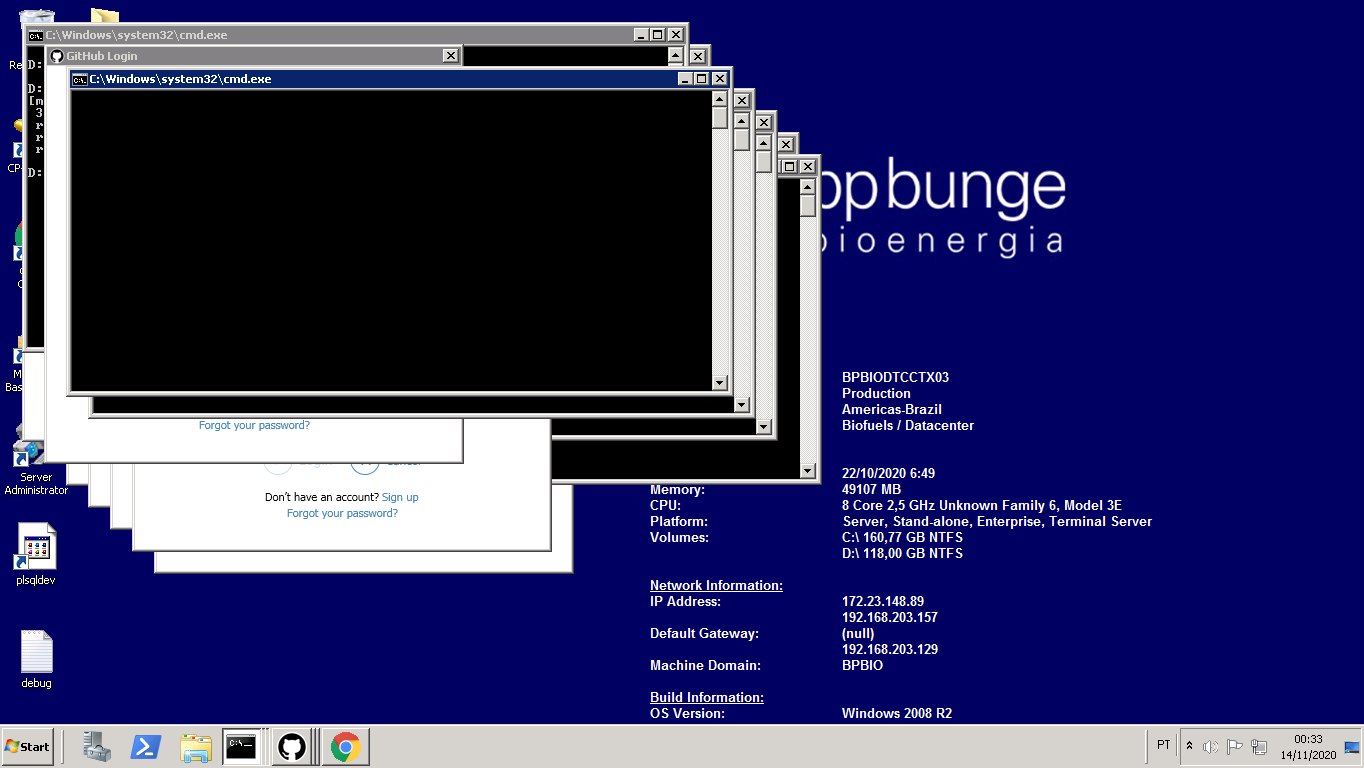 C:\Windows\system32\cmd.exe
GitHub Login
C:\Windows\system32\cmd.exe
D:
D:
[m
3
r
r
r
D:
bunge
bioenergia
Forgot your password?
Don't have an account? Sign up
Forgot your password?
Server
Administrator
plsqldev
debug
BPBIODTCCTX03
Production
Americas-Brazil
Biofuels / Datacenter
22/10/2020 6:49
Memory: 49107 MB
CPU: 8 Core 2,5 GHz Unknown Family 6, Model 3E
Platform: Server, Stand-alone, Enterprise, Terminal Server
Volumes: C:\ 160,77 GB NTFS
D:\ 118,00 GB NTFS
Network Information:
IP Address: 172.23.148.89
192.168.203.157
Default Gateway: (null)
192.168.203.129
Machine Domain: BPBIO
Build Information:
OS Version: Windows 2008 R2
Start
C:\_
PT
00:33
14/11/2020